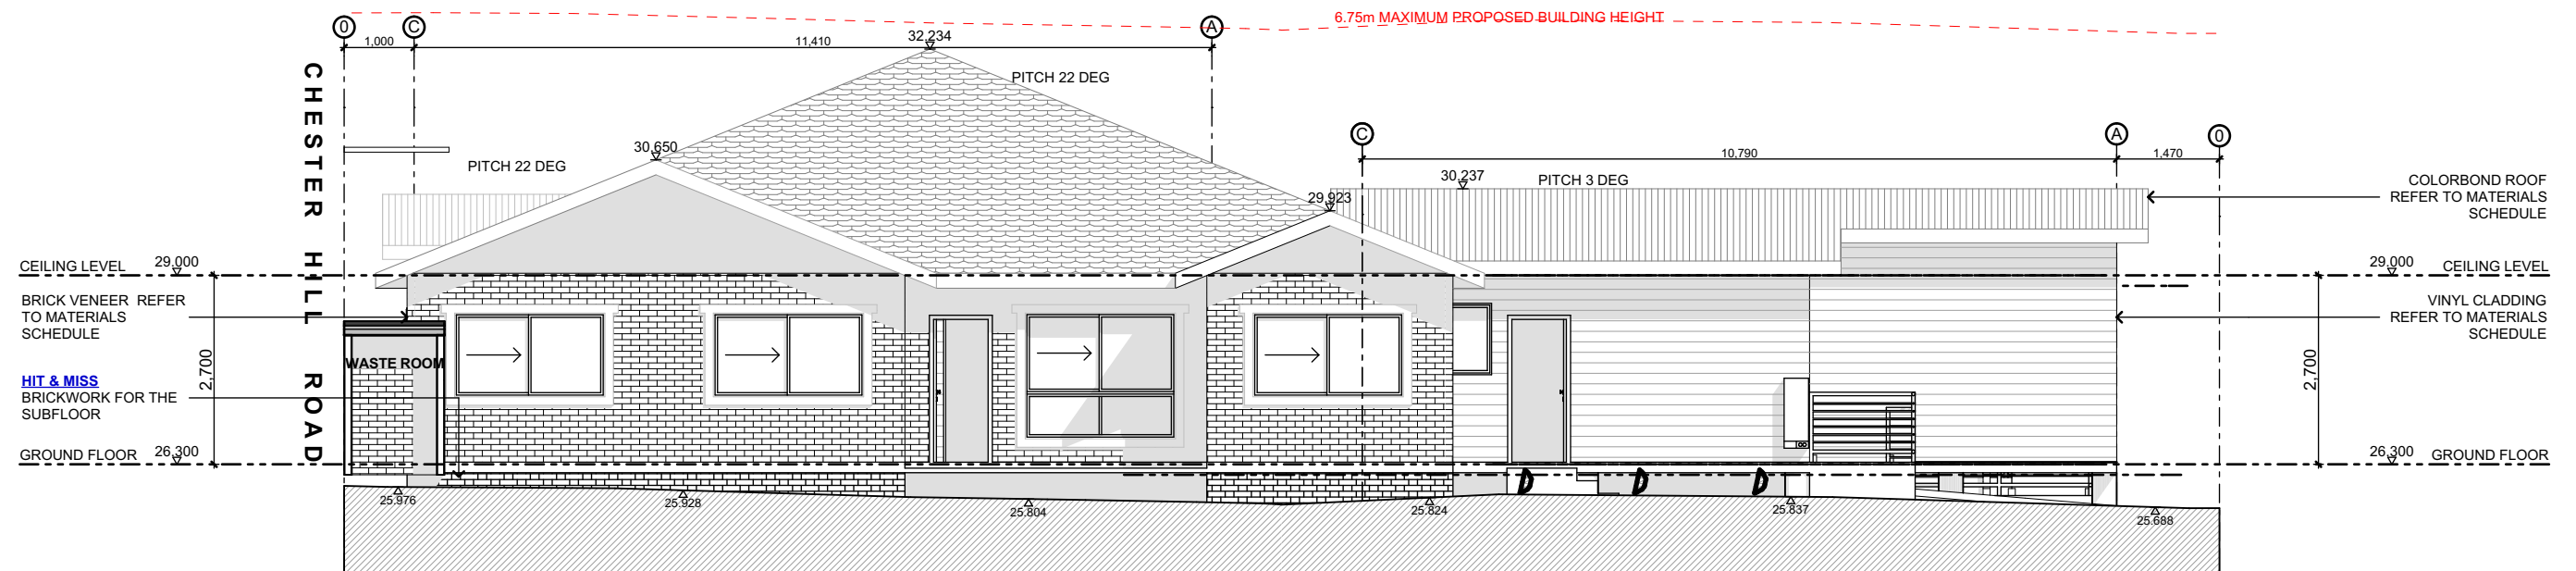 6.75m MAXIMUM PROPOSED BUILDING HEIGHT
0
C
A
1,000
11,410
32.234
PITCH 22 DEG
CHESTER HILL ROAD
C
A
0
30.650
10,790
1,470
PITCH 22 DEG
30.237
PITCH 3 DEG
COLORBOND ROOF
REFER TO MATERIALS
SCHEDULE
29.923
CEILING LEVEL
29.000
29.000
CEILING LEVEL
BRICK VENEER REFER
TO MATERIALS
SCHEDULE
VINYL CLADDING
REFER TO MATERIALS
SCHEDULE
WASTE ROOM
2,700
2,700
HIT & MISS
BRICKWORK FOR THE
SUBFLOOR
GROUND FLOOR
26.300
26.300
GROUND FLOOR
25.976
25.928
25.804
25.824
25.837
25.688